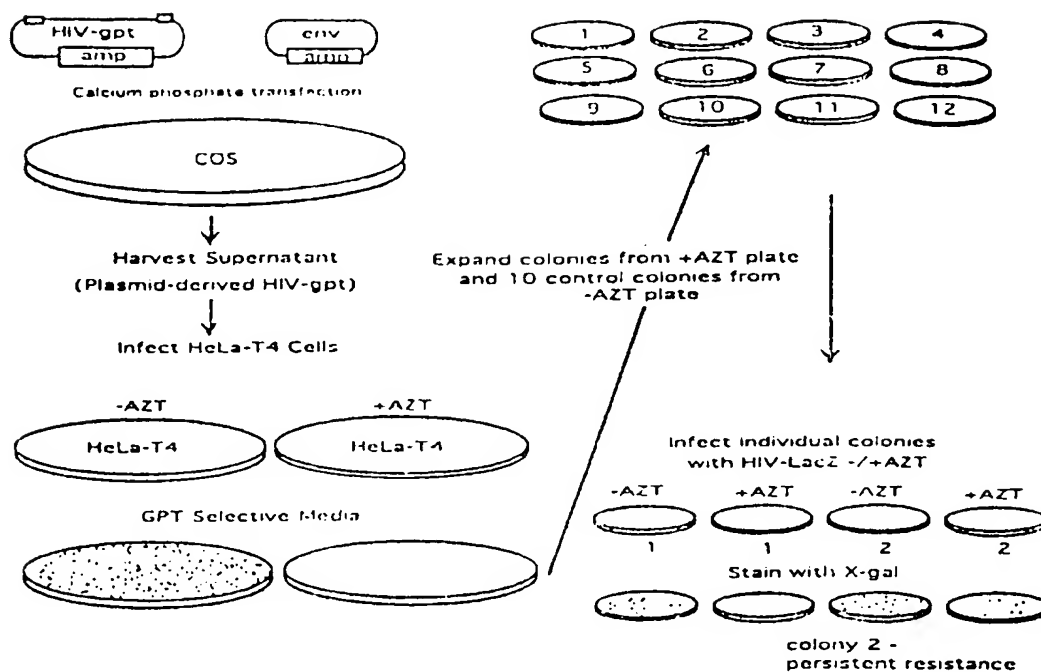 HIV-gpt
amp
env
amp
Calcium phosphate transfection
COS
Harvest Supernatant
(Plasmid-derived HIV-gpt)
Infect HeLa-T4 Cells
-AZT
+AZT
HeLa-T4
HeLa-T4
GPT Selective Media
1
2
3
4
5
6
7
8
9
10
11
12
Expand colonies from +AZT plate
and 10 control colonies from
-AZT plate
Infect individual colonies
with HIV-LacZ -/+AZT
-AZT
+AZT
-AZT
+AZT
1
1
2
2
Stain with X-gal
colony 2 -
persistent resistance